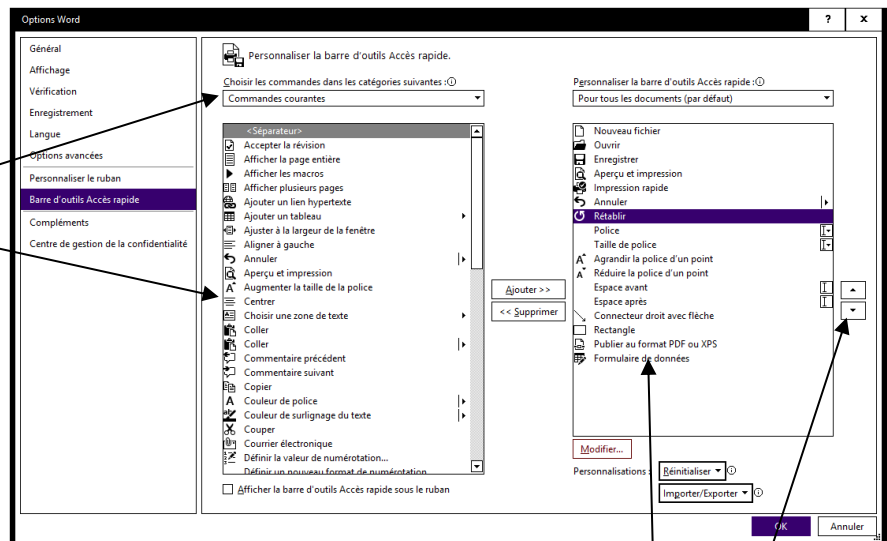 Options Word
? x
Général
Affichage
Vérification
Enregistrement
Langue
Options avancées
Personnaliser le ruban
Barre d'outils Accès rapide
Compléments
Centre de gestion de la confidentialité
Personnaliser la barre d'outils Accès rapide.
Choisir les commandes dans les catégories suivantes :
Commandes courantes
<Séparateur>
Accepter la révision
Afficher la page entière
Afficher les macros
Afficher plusieurs pages
Ajouter un lien hypertexte
Ajouter un tableau
Ajuster à la largeur de la fenêtre
Aligner à gauche
Annuler
Aperçu et impression
Augmenter la taille de la police
Centrer
Choisir une zone de texte
Coller
Coller
Commentaire précédent
Commentaire suivant
Copier
Couleur de police
Couleur de surlignage du texte
Couper
Courrier électronique
Définir la valeur de numérotation...
Définir un nouveau format de numérotation
Afficher la barre d'outils Accès rapide sous le ruban
Ajouter >>
<< Supprimer
Personnaliser la barre d'outils Accès rapide :
Pour tous les documents (par défaut)
Nouveau fichier
Ouvrir
Enregistrer
Aperçu et impression
Impression rapide
Annuler
Rétablir
Police
Taille de police
Agrandir la police d'un point
Réduire la police d'un point
Espace avant
Espace après
Connecteur droit avec flèche
Rectangle
Publier au format PDF ou XPS
Formulaire de données
Modifier...
Personnalisations : Réinitialiser
Importer/Exporter
OK Annuler